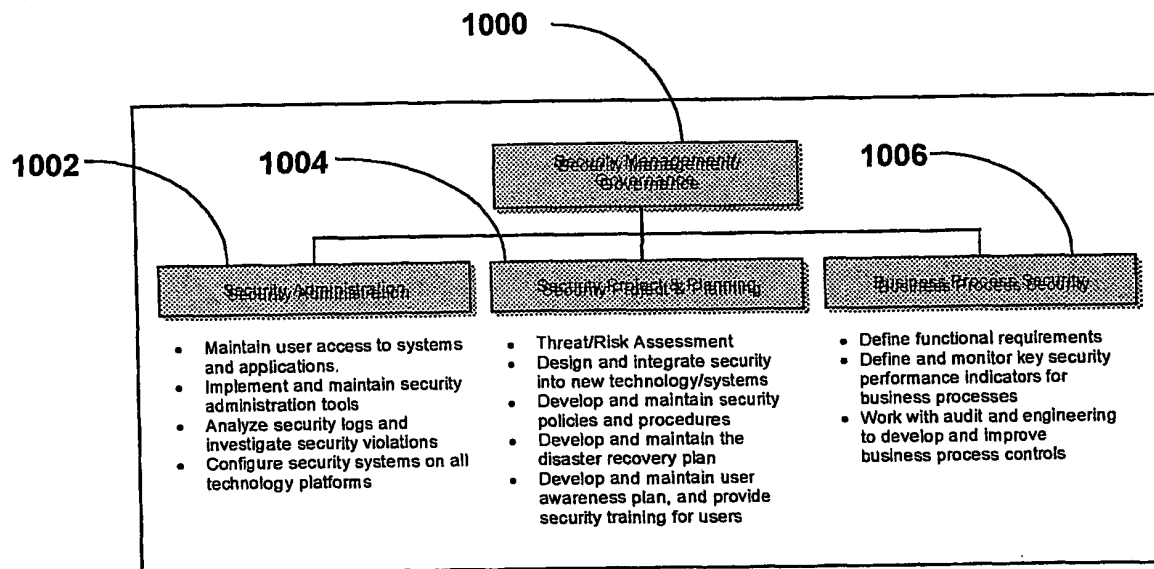 1000
1002
1004
1006
Security Management/
Governance
Security Administration
Security Project & Planning
Business Process Security
• Maintain user access to systems
and applications.
• Implement and maintain security
administration tools
• Analyze security logs and
investigate security violations
• Configure security systems on all
technology platforms
• Threat/Risk Assessment
• Design and integrate security
into new technology/systems
• Develop and maintain security
policies and procedures
• Develop and maintain the
disaster recovery plan
• Develop and maintain user
awareness plan, and provide
security training for users
• Define functional requirements
• Define and monitor key security
performance indicators for
business processes
• Work with audit and engineering
to develop and improve
business process controls